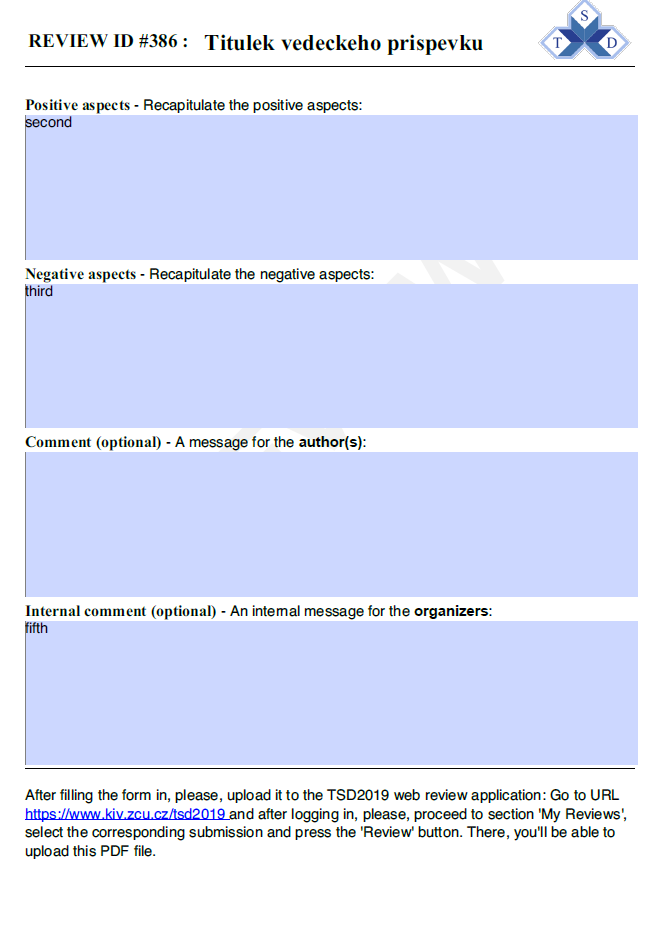 REVIEW ID #386 : Titulek vedeckeho prispevku
S
T D
Positive aspects - Recapitulate the positive aspects:
second
Negative aspects - Recapitulate the negative aspects:
third
Comment (optional) - A message for the author(s):
Internal comment (optional) - An internal message for the organizers:
fifth
After filling the form in, please, upload it to the TSD2019 web review application: Go to URL
https://www.kiv.zcu.cz/tsd2019 and after logging in, please, proceed to section 'My Reviews',
select the corresponding submission and press the 'Review' button. There, you'll be able to
upload this PDF file.